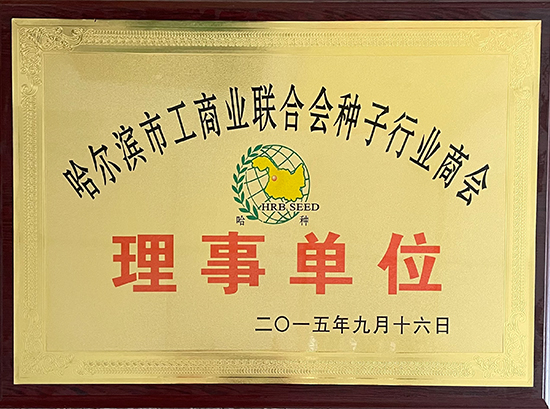 哈尔滨市工商业联合会种子行业商会
HRB SEED
哈 种
理事单位
二〇一五年九月十六日